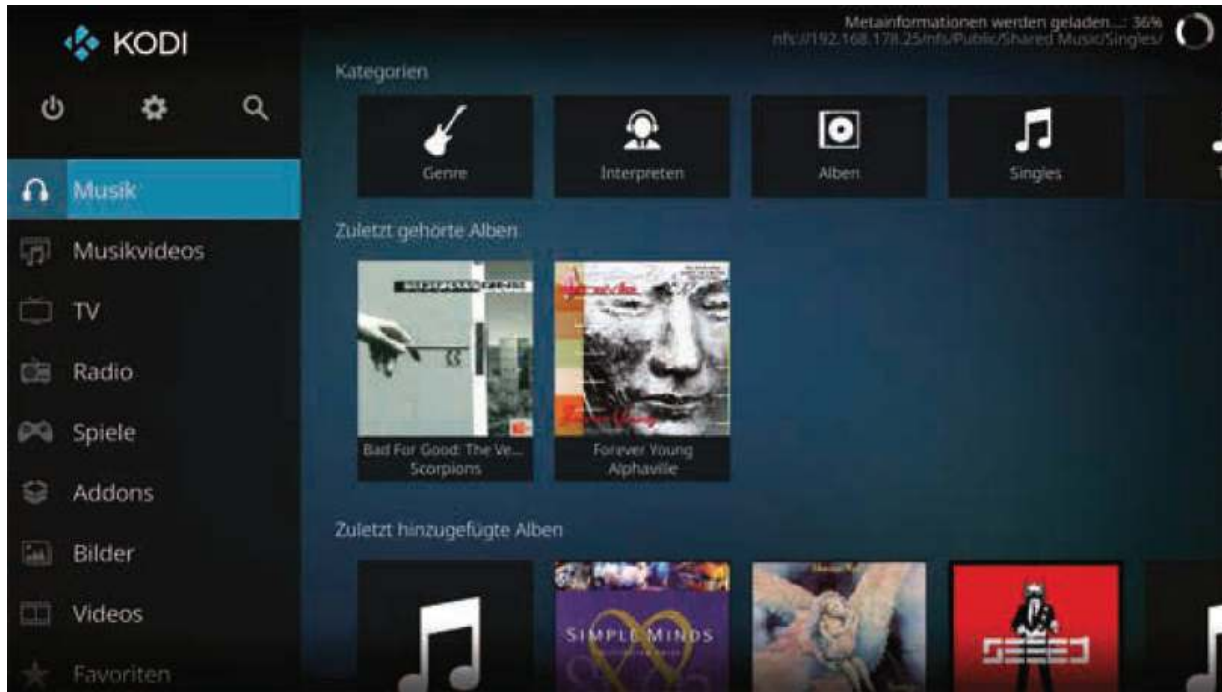 KODI
Metainformationen werden geladen...: 36%
nfs://192.168.178.25/nfs/Public/Shared Music/Singles/
Kategorien
Genre
Interpreten
Alben
Singles
Musik
Musikvideos
TV
Radio
Spiele
Addons
Bilder
Videos
Favoriten
Zuletzt gehörte Alben
Bad For Good: The Ve...
Scorpions
Forever Young
Alphaville
Zuletzt hinzugefügte Alben
SIMPLE MINDS
SEEED